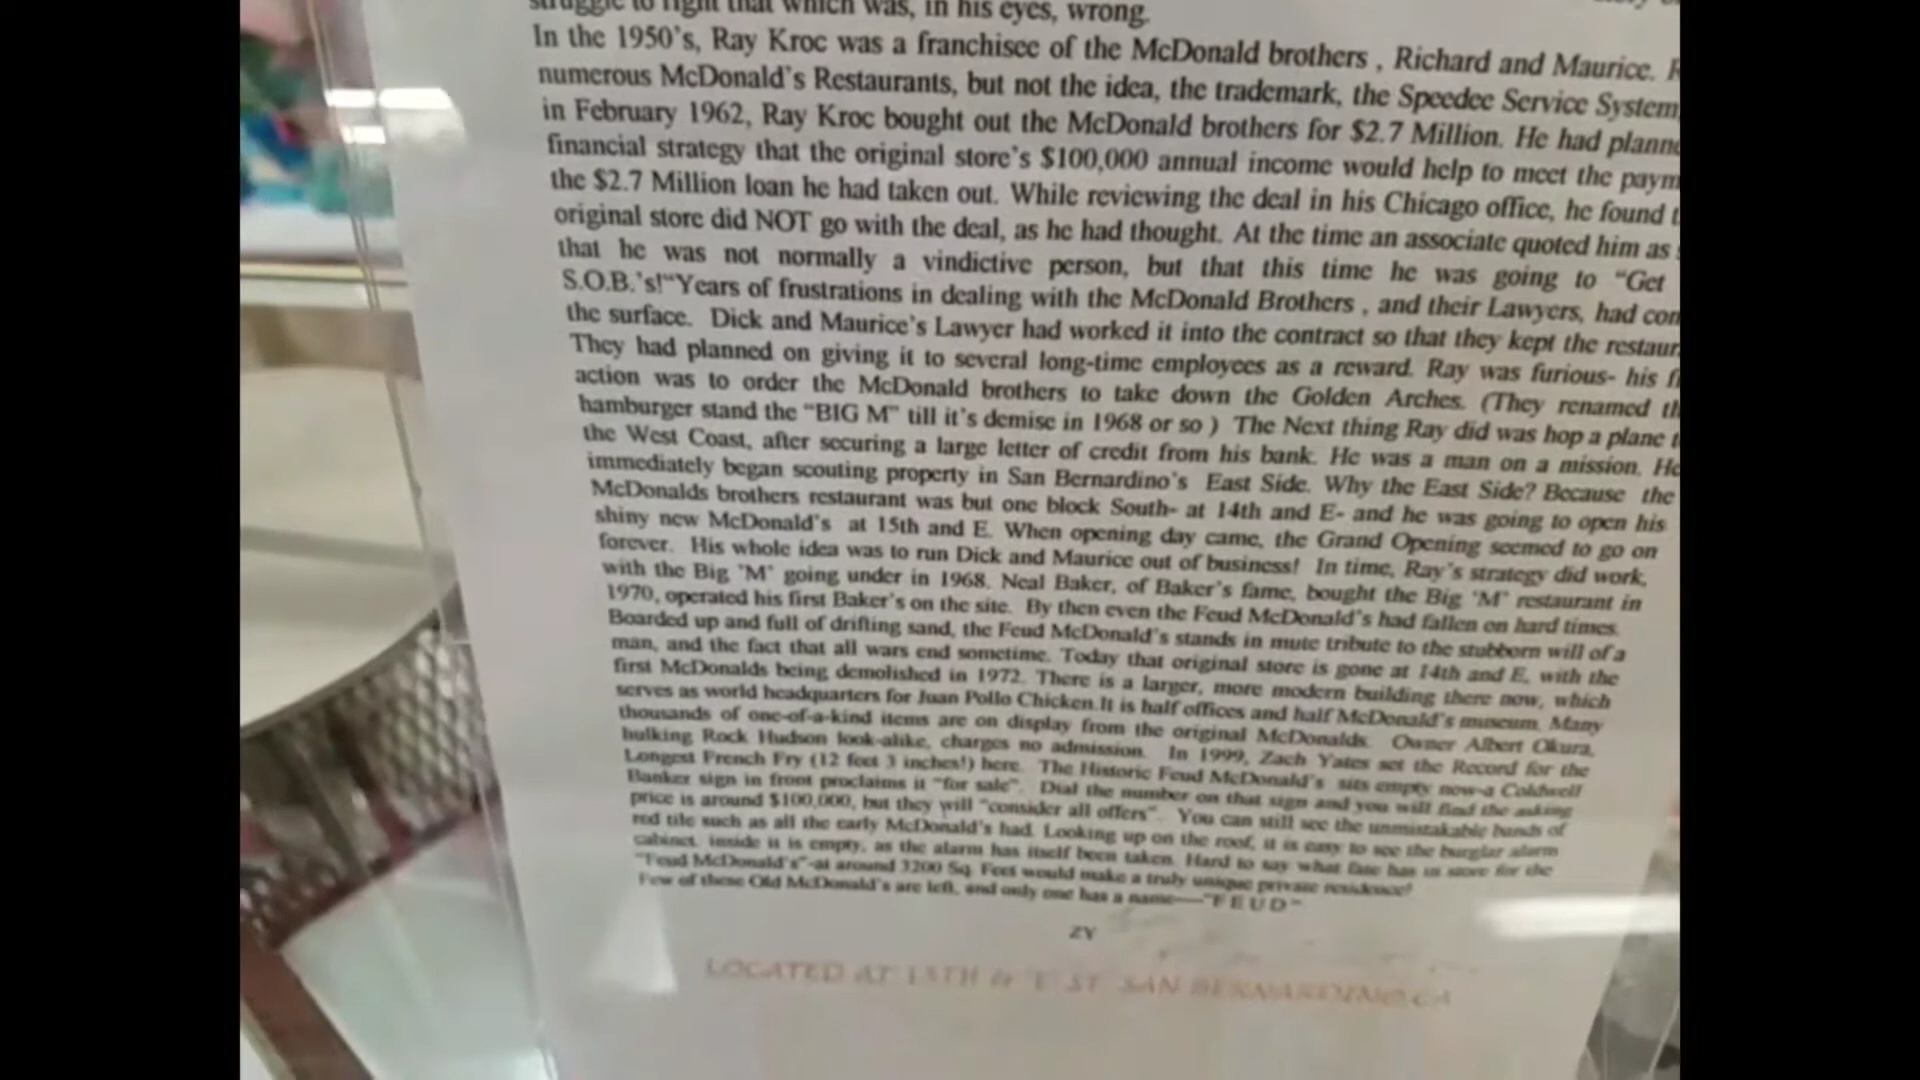 struggle to right that which was, in his eyes, wrong.
In the 1950's, Ray Kroc was a franchisee of the McDonald brothers , Richard and Maurice.
numerous McDonald's Restaurants, but not the idea, the trademark, the Speedee Service System,
in February 1962, Ray Kroc bought out the McDonald brothers for $2.7 Million. He had planne
financial strategy that the original store's $100,000 annual income would help to meet the paym
the $2.7 Million loan he had taken out. While reviewing the deal in his Chicago office, he found t
original store did NOT go with the deal, as he had thought. At the time an associate quoted him as s
that he was not normally a vindictive person, but that this time he was going to "Get
S.O.B.'s!"Years of frustrations in dealing with the McDonald Brothers , and their Lawyers, had com
the surface. Dick and Maurice's Lawyer had worked it into the contract so that they kept the restaur
They had planned on giving it to several long-time employees as a reward. Ray was furious- his fi
action was to order the McDonald brothers to take down the Golden Arches. (They renamed th
hamburger stand the "BIG M" till it's demise in 1968 or so ) The Next thing Ray did was hop a plane t
the West Coast, after securing a large letter of credit from his bank. He was a man on a mission. He
immediately began scouting property in San Bernardino's East Side. Why the East Side? Because the
McDonalds brothers restaurant was but one block South- at 14th and E- and he was going to open his
shiny new McDonald's at 15th and E. When opening day came, the Grand Opening seemed to go on
forever. His whole idea was to run Dick and Maurice out of business! In time, Ray's strategy did work,
with the Big 'M' going under in 1968. Neal Baker, of Baker's fame, bought the Big 'M' restaurant in
1970, operated his first Baker's on the site. By then even the Feud McDonald's had fallen on hard times.
Boarded up and full of drifting sand, the Feud McDonald's stands in mute tribute to the stubborn will of a
man, and the fact that all wars end sometime. Today that original store is gone at 14th and E, with the
first McDonalds being demolished in 1972. There is a larger, more modern building there now, which
serves as world headquarters for Juan Pollo Chicken.It is half offices and half McDonald's museum. Many
thousands of one-of-a-kind items are on display from the original McDonalds. Owner Albert Okura,
hulking Rock Hudson look-alike, charges no admission. In 1999, Zach Yates set the Record for the
Longest French Fry (12 feet 3 inches!) here. The Historic Feud McDonald's sits empty now-a Coldwell
Banker sign in front proclaims it "for sale". Dial the number on that sign and you will find the asking
price is around $100,000, but they will "consider all offers". You can still see the unmistakable bands of
red tile such as all the early McDonald's had. Looking up on the roof, it is easy to see the burglar alarm
cabinet. inside it is empty, as the alarm has itself been taken. Hard to say what fate has in store for the
"Feud McDonald's"-at around 3200 Sq. Feet would make a truly unique private residence!
Few of these Old McDonald's are left, and only one has a name----"F E U D"
ZY
LOCATED AT 15TH & 'E' ST. SAN BERNARDINO, CA